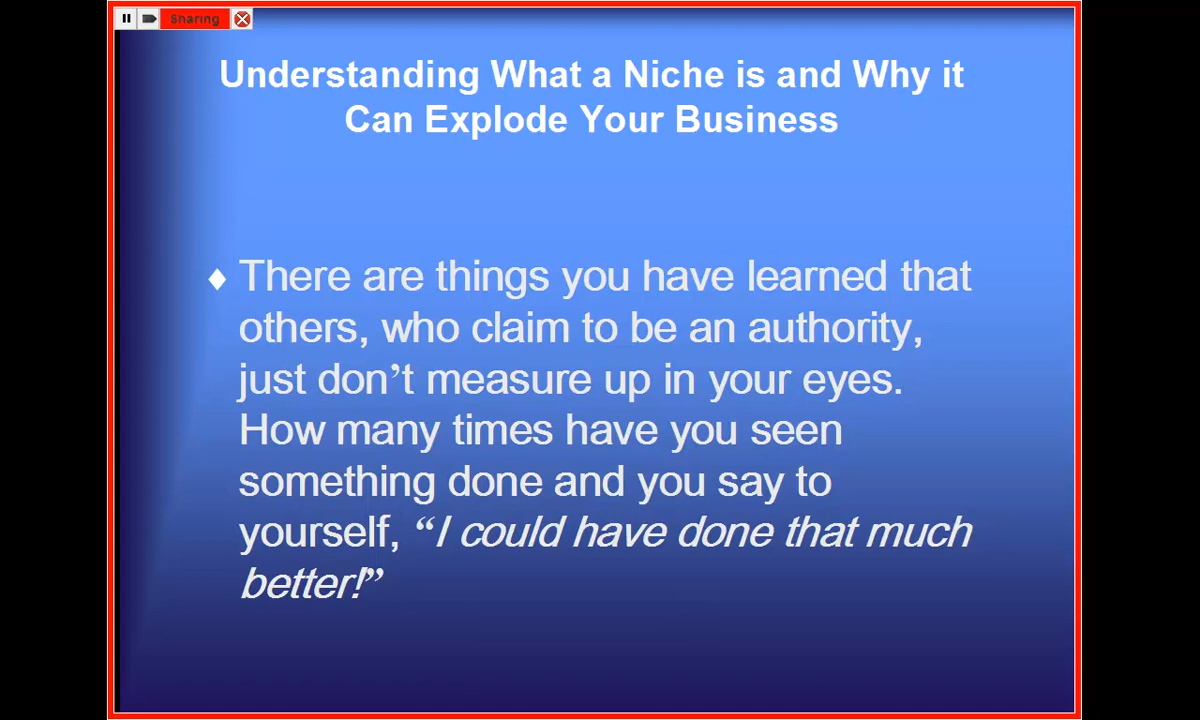 Sharing
Understanding What a Niche is and Why it
Can Explode Your Business
There are things you have learned that
others, who claim to be an authority,
just don’t measure up in your eyes.
How many times have you seen
something done and you say to
yourself, “I could have done that much
better!”